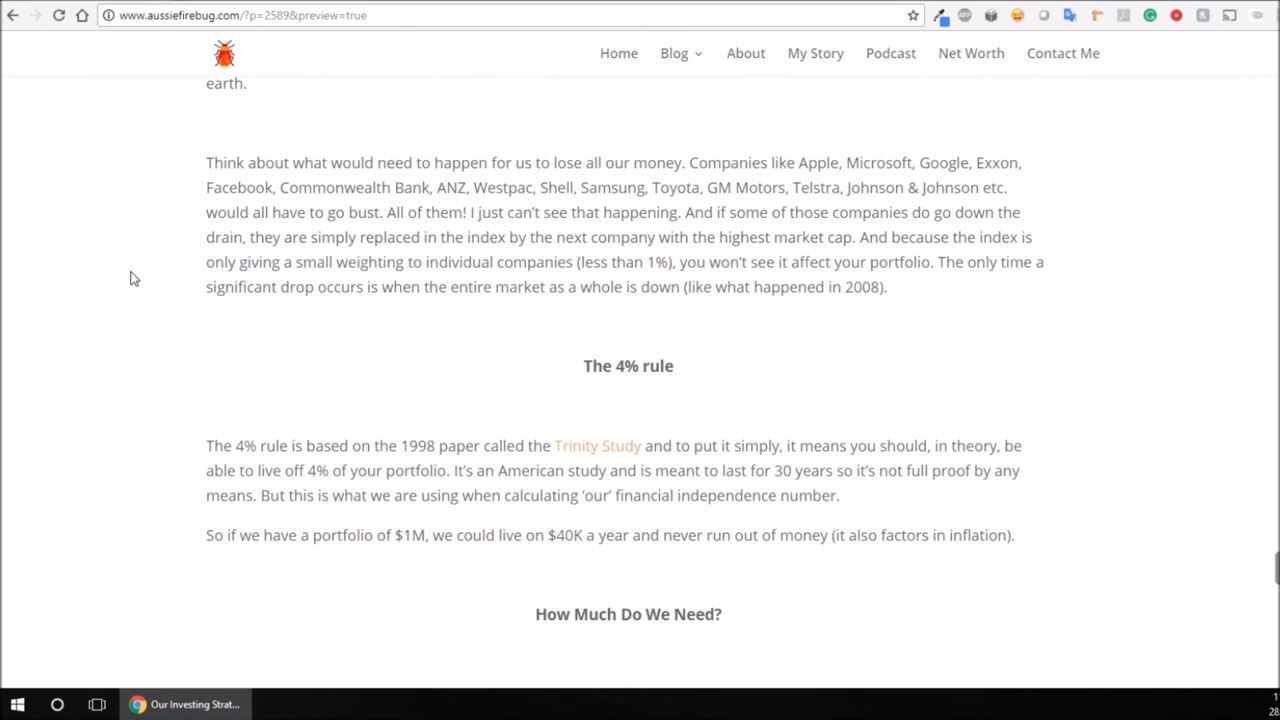 www.aussiefirebug.com/?p=2589&preview=true
Home Blog About My Story Podcast Net Worth Contact Me
earth.
Think about what would need to happen for us to lose all our money. Companies like Apple, Microsoft, Google, Exxon,
Facebook, Commonwealth Bank, ANZ, Westpac, Shell, Samsung, Toyota, GM Motors, Telstra, Johnson & Johnson etc.
would all have to go bust. All of them! I just can't see that happening. And if some of those companies do go down the
drain, they are simply replaced in the index by the next company with the highest market cap. And because the index is
only giving a small weighting to individual companies (less than 1%), you won't see it affect your portfolio. The only time a
significant drop occurs is when the entire market as a whole is down (like what happened in 2008).
The 4% rule
The 4% rule is based on the 1998 paper called the Trinity Study and to put it simply, it means you should, in theory, be
able to live off 4% of your portfolio. It's an American study and is meant to last for 30 years so it's not full proof by any
means. But this is what we are using when calculating 'our' financial independence number.
So if we have a portfolio of $1M, we could live on $40K a year and never run out of money (it also factors in inflation).
How Much Do We Need?
Our Investing Strat...